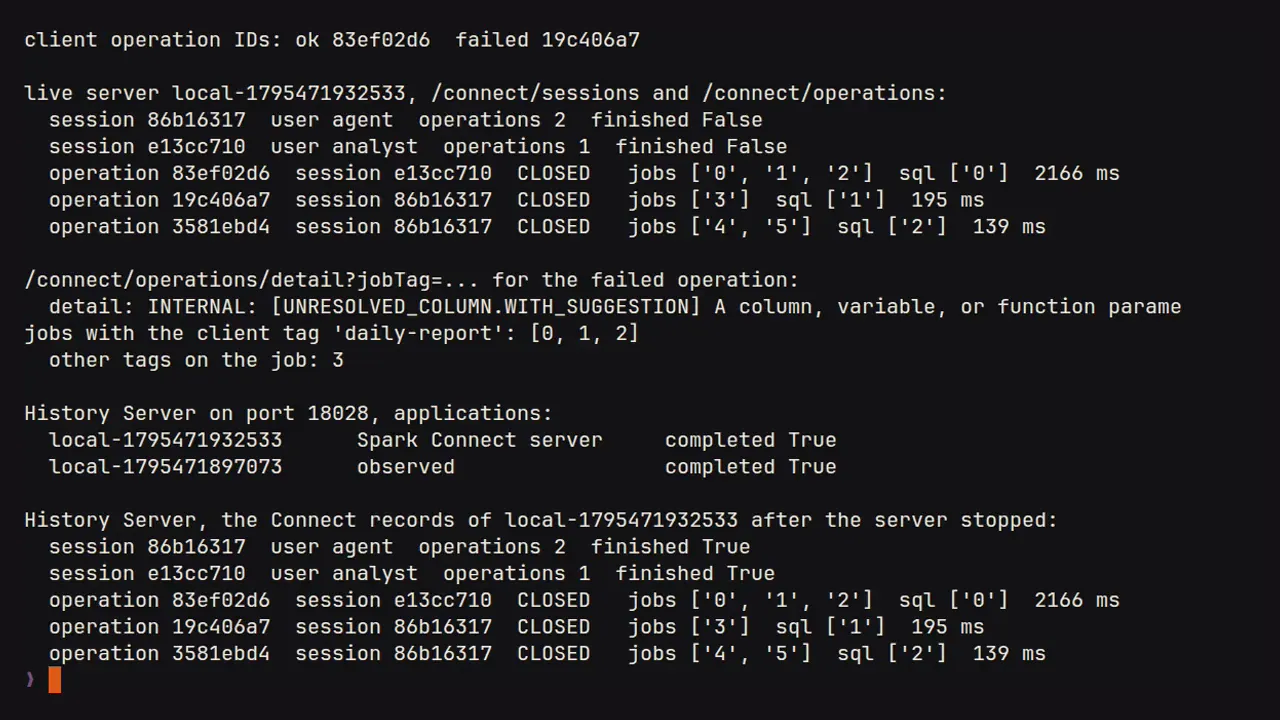 client operation IDs: ok 83ef02d6  failed 19c406a7
live server local-1795471932533, /connect/sessions and /connect/operations:
  session 86b16317  user agent  operations 2  finished False
  session e13cc710  user analyst  operations 1  finished False
  operation 83ef02d6  session e13cc710  CLOSED   jobs ['0', '1', '2']  sql ['0']  2166 ms
  operation 19c406a7  session 86b16317  CLOSED   jobs ['3']  sql ['1']  195 ms
  operation 3581ebd4  session 86b16317  CLOSED   jobs ['4', '5']  sql ['2']  139 ms
/connect/operations/detail?jobTag=... for the failed operation:
  detail: INTERNAL: [UNRESOLVED_COLUMN.WITH_SUGGESTION] A column, variable, or function parame
jobs with the client tag 'daily-report': [0, 1, 2]
  other tags on the job: 3
History Server on port 18028, applications:
  local-1795471932533      Spark Connect server     completed True
  local-1795471897073      observed                 completed True
History Server, the Connect records of local-1795471932533 after the server stopped:
  session 86b16317  user agent  operations 2  finished True
  session e13cc710  user analyst  operations 1  finished True
  operation 83ef02d6  session e13cc710  CLOSED   jobs ['0', '1', '2']  sql ['0']  2166 ms
  operation 19c406a7  session 86b16317  CLOSED   jobs ['3']  sql ['1']  195 ms
  operation 3581ebd4  session 86b16317  CLOSED   jobs ['4', '5']  sql ['2']  139 ms
❯